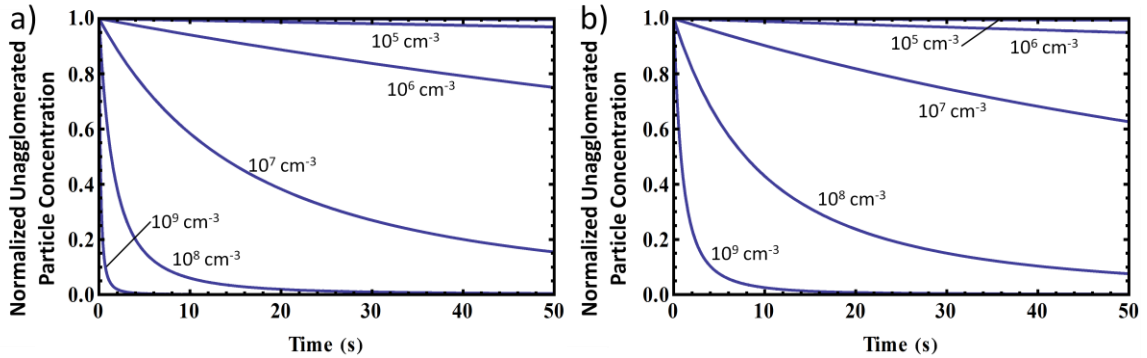 a)
Normalized Unagglomerated
Particle Concentration
1.0
0.8
0.6
0.4
0.2
0.0
10⁵ cm⁻³
10⁶ cm⁻³
10⁷ cm⁻³
10⁹ cm⁻³
10⁸ cm⁻³
0 10 20 30 40 50
Time (s)
b)
Normalized Unagglomerated
Particle Concentration
1.0
0.8
0.6
0.4
0.2
0.0
10⁵ cm⁻³
10⁶ cm⁻³
10⁷ cm⁻³
10⁸ cm⁻³
10⁹ cm⁻³
0 10 20 30 40 50
Time (s)